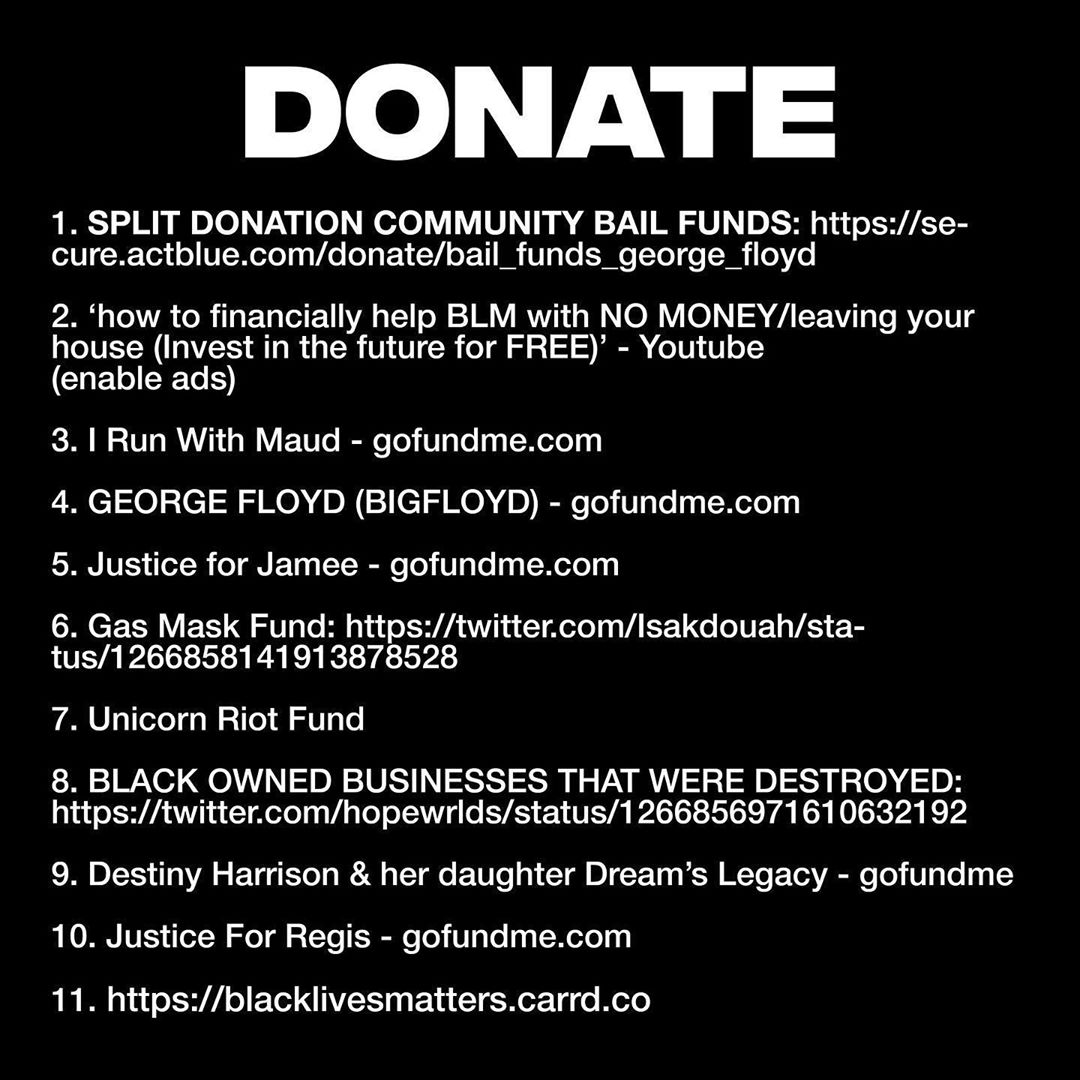 DONATE
1. SPLIT DONATION COMMUNITY BAIL FUNDS: https://se-
cure.actblue.com/donate/bail_funds_george_floyd
2. ‘how to financially help BLM with NO MONEY/leaving your
house (Invest in the future for FREE)’ - Youtube
(enable ads)
3. I Run With Maud - gofundme.com
4. GEORGE FLOYD (BIGFLOYD) - gofundme.com
5. Justice for Jamee - gofundme.com
6. Gas Mask Fund: https://twitter.com/Isakdouah/sta-
tus/1266858141913878528
7. Unicorn Riot Fund
8. BLACK OWNED BUSINESSES THAT WERE DESTROYED:
https://twitter.com/hopewrlds/status/1266856971610632192
9. Destiny Harrison & her daughter Dream’s Legacy - gofundme
10. Justice For Regis - gofundme.com
11. https://blacklivesmatters.carrd.co